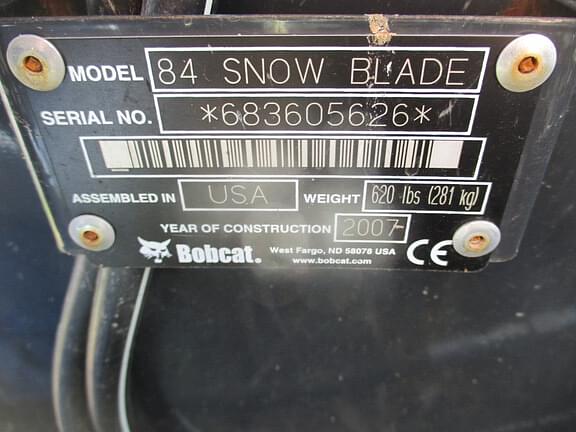 MODEL 84 SNOW BLADE
SERIAL NO. *683605626*
ASSEMBLED IN USA WEIGHT 620 lbs (281 kg)
YEAR OF CONSTRUCTION 2007-
Bobcat. West Fargo, ND 58078 USA CE
www.bobcat.com